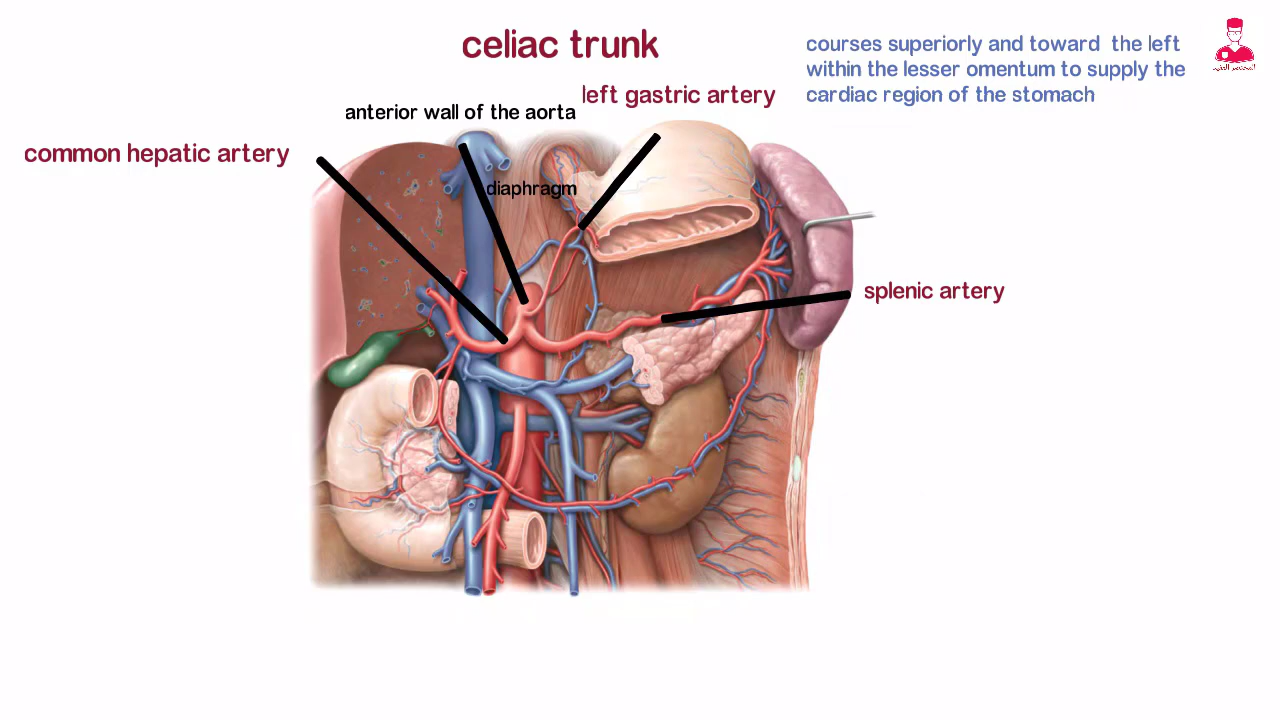 celiac trunk
courses superiorly and toward the left
within the lesser omentum to supply the
cardiac region of the stomach
left gastric artery
anterior wall of the aorta
common hepatic artery
diaphragm
splenic artery